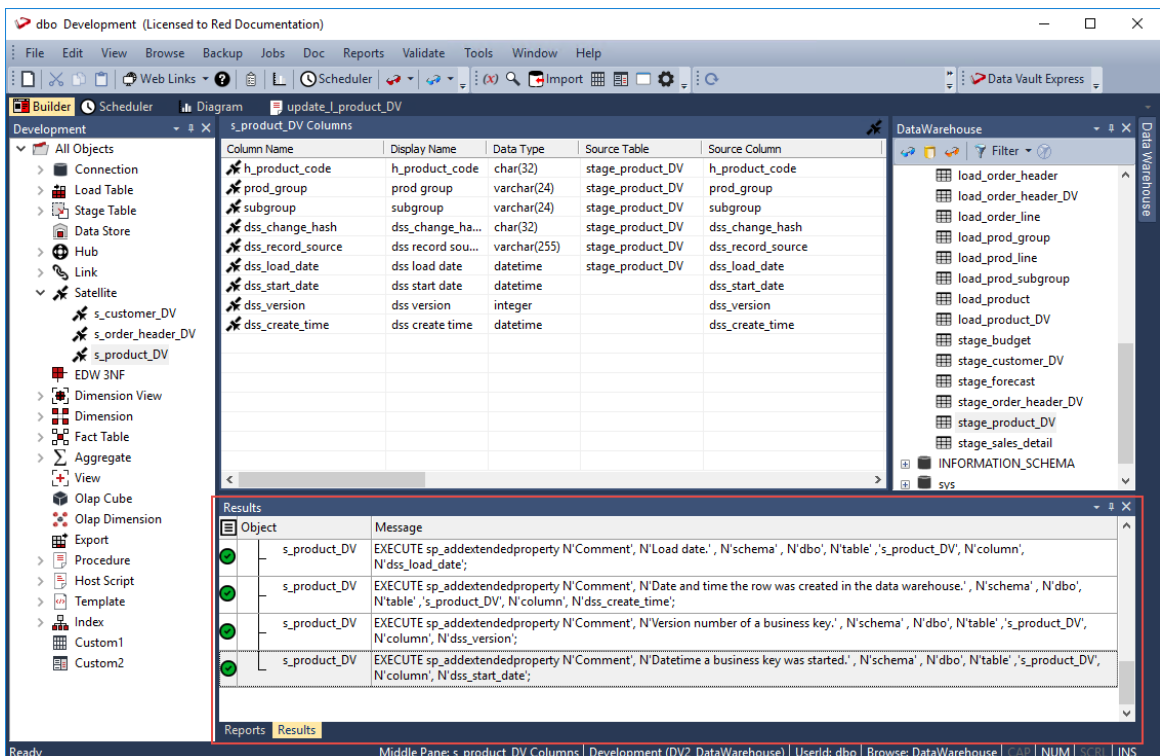 dbo Development (Licensed to Red Documentation)
File Edit View Browse Backup Jobs Doc Reports Validate Tools Window Help
Web Links Scheduler (x) Import Data Vault Express
Builder Scheduler Diagram update_l_product_DV
Development
All Objects
Connection
Load Table
Stage Table
Data Store
Hub
Link
Satellite
s_customer_DV
s_order_header_DV
s_product_DV
EDW 3NF
Dimension View
Dimension
Fact Table
Aggregate
View
Olap Cube
Olap Dimension
Export
Procedure
Host Script
Template
Index
Custom1
Custom2
s_product_DV Columns
Column Name Display Name Data Type Source Table Source Column
h_product_code h_product_code char(32) stage_product_DV h_product_code
prod_group prod group varchar(24) stage_product_DV prod_group
subgroup subgroup varchar(24) stage_product_DV subgroup
dss_change_hash dss_change_ha... char(32) stage_product_DV dss_change_hash
dss_record_source dss record sou... varchar(255) stage_product_DV dss_record_source
dss_load_date dss load date datetime stage_product_DV dss_load_date
dss_start_date dss start date datetime dss_start_date
dss_version dss version integer dss_version
dss_create_time dss create time datetime dss_create_time
DataWarehouse
Filter
load_order_header
load_order_header_DV
load_order_line
load_prod_group
load_prod_line
load_prod_subgroup
load_product
load_product_DV
stage_budget
stage_customer_DV
stage_forecast
stage_order_header_DV
stage_product_DV
stage_sales_detail
INFORMATION_SCHEMA
sys
Data Warehouse
Results
Object Message
s_product_DV EXECUTE sp_addextendedproperty N'Comment', N'Load date.' , N'schema' , N'dbo', N'table' ,'s_product_DV', N'column',
N'dss_load_date';
s_product_DV EXECUTE sp_addextendedproperty N'Comment', N'Date and time the row was created in the data warehouse.' , N'schema' , N'dbo',
N'table' ,'s_product_DV', N'column', N'dss_create_time';
s_product_DV EXECUTE sp_addextendedproperty N'Comment', N'Version number of a business key.' , N'schema' , N'dbo', N'table' ,'s_product_DV',
N'column', N'dss_version';
s_product_DV EXECUTE sp_addextendedproperty N'Comment', N'Datetime a business key was started.' , N'schema' , N'dbo', N'table' ,'s_product_DV',
N'column', N'dss_start_date';
Reports Results
Ready Middle Pane: s_product_DV Columns Development (DV2_DataWarehouse) UserId: dbo Browse: DataWarehouse CAP NUM SCRL INS